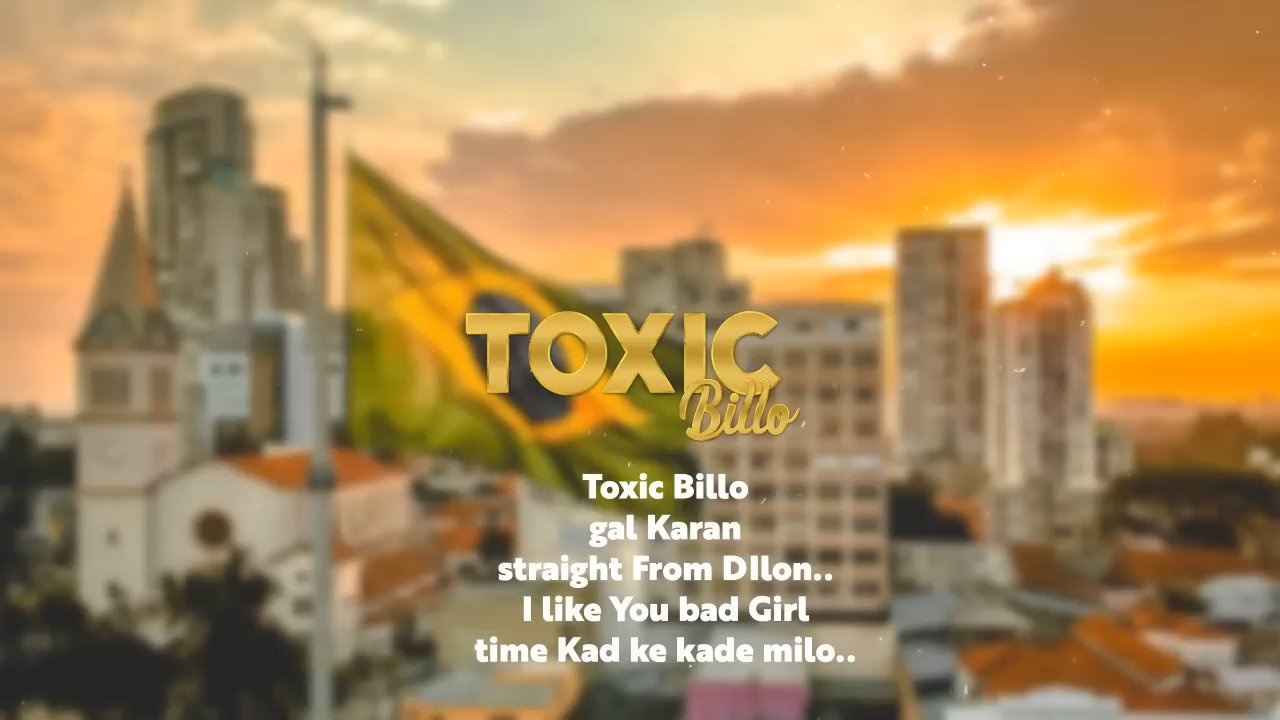 TOXIC
Billo
Toxic Billo
gal Karan
straight From DIlon..
I like You bad Girl
time Kad ke kade milo..